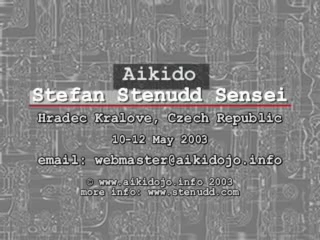 Aikido
Stefan Stenudd Sensei
Hradec Kralove, Czech Republic
10-12 May 2003
email: webmaster@aikidojo.info
© www.aikidojo.info 2003
more info: www.stenudd.com